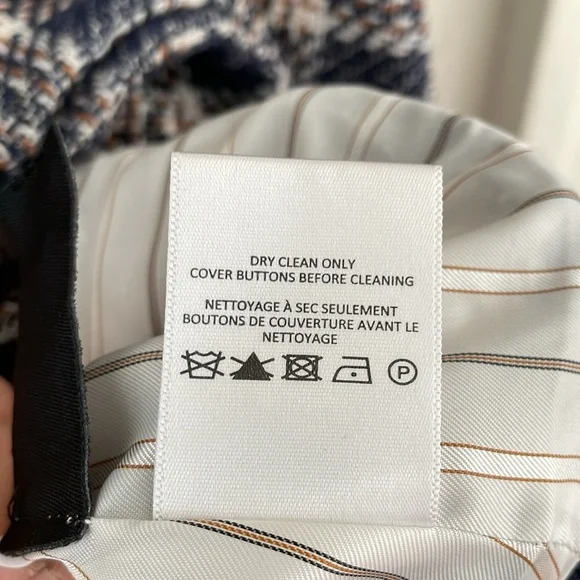 DRY CLEAN ONLY
COVER BUTTONS BEFORE CLEANING
NETTOYAGE À SEC SEULEMENT
BOUTONS DE COUVERTURE AVANT LE
NETTOYAGE
P